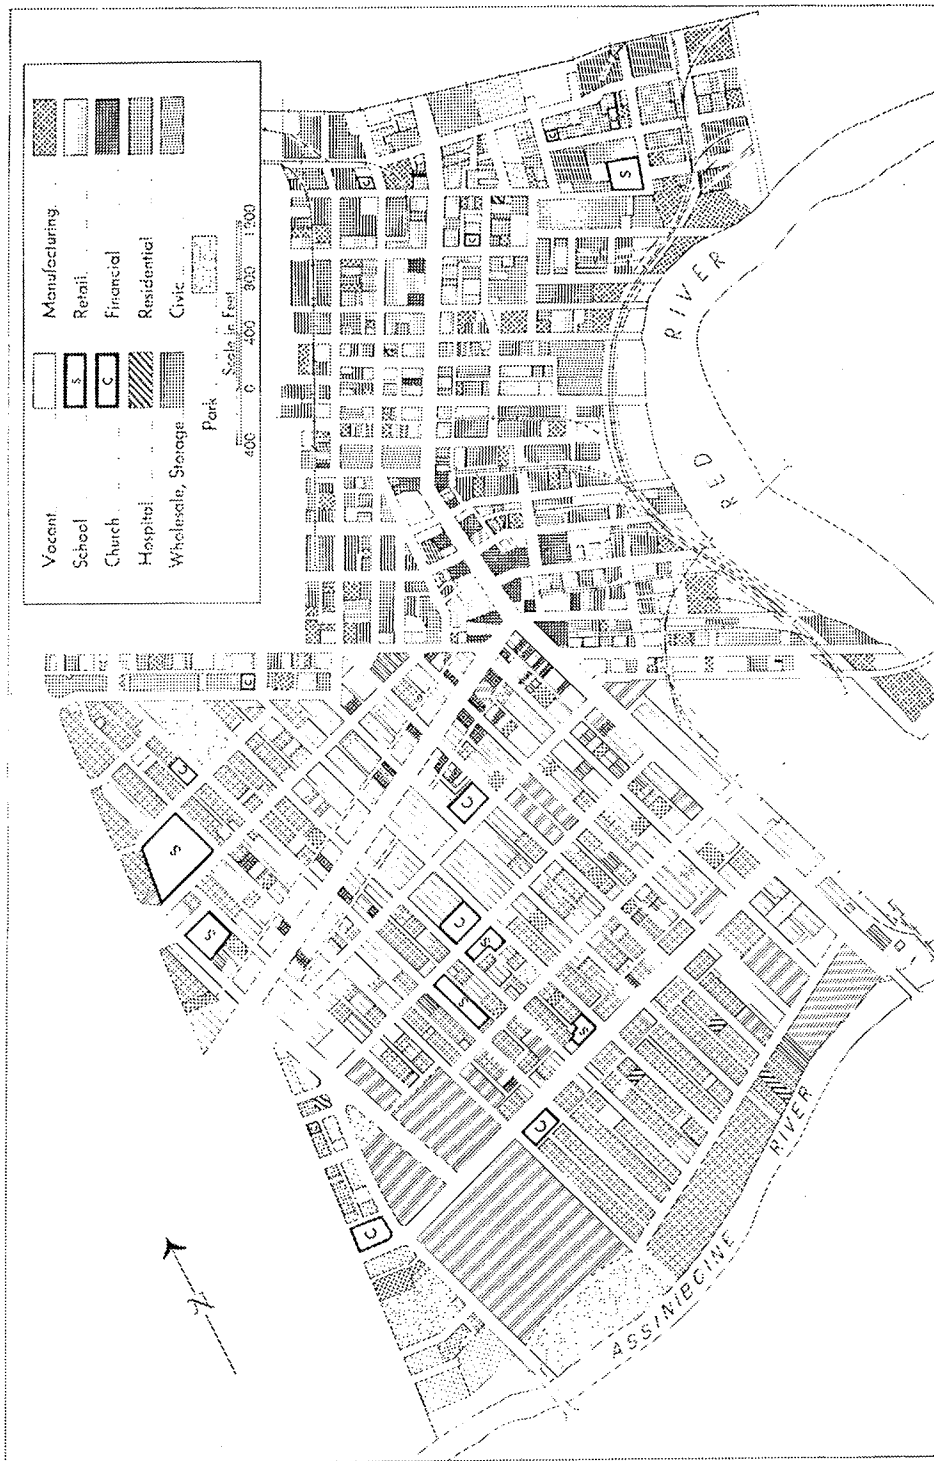 Vacant
School
Church
Hospital
Wholesale, Storage
S
C
Manufacturing
Retail
Financial
Residential
Civic
Park
Scale in Feet
400 0 400 800 1200
N
RED RIVER
ASSINIBOINE RIVER
S
S
S
S
S
S
C
C
C
C
C
C
C
C
C
C